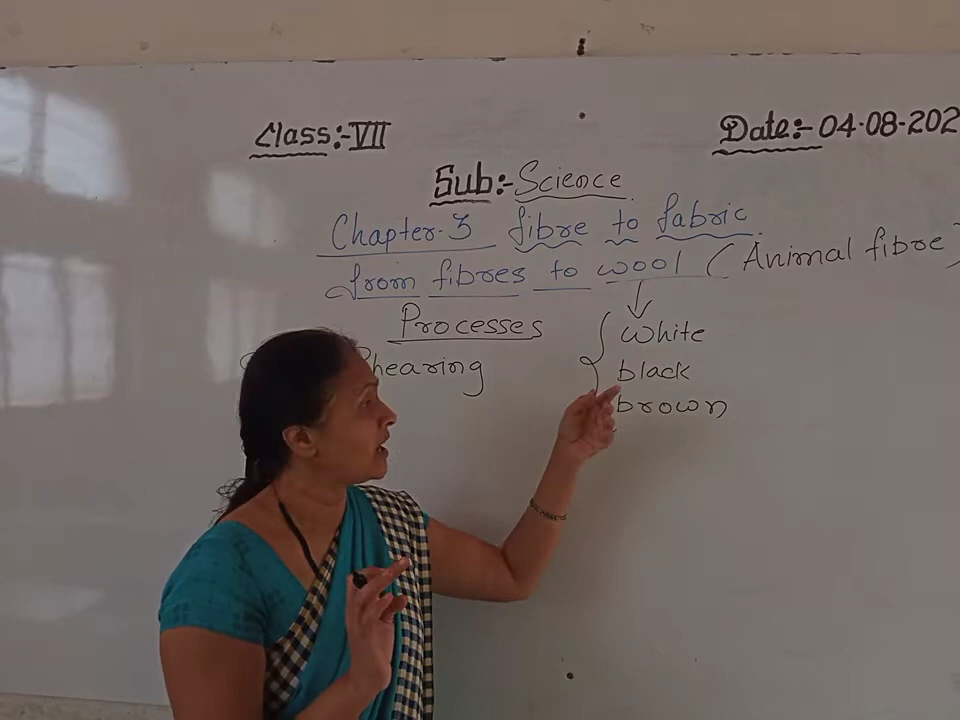 Class:-VII
Date:-04-08-202
Sub:-Science
Chapter-3 fibre to fabric
from fibres to wool (Animal fibre)
Processes
white
hearing
black
brown